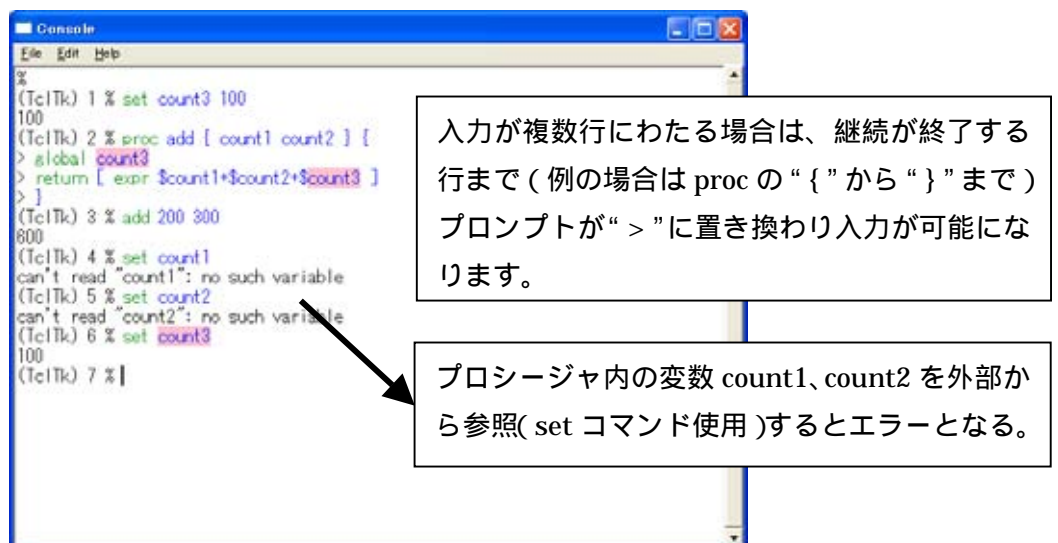 Console
File Edit Help
%
(TclTk) 1 % set count3 100
100
(TclTk) 2 % proc add [ count1 count2 ] {
> global count3
> return [ expr $count1+$count2+$count3 ]
> }
(TclTk) 3 % add 200 300
600
(TclTk) 4 % set count1
can't read "count1": no such variable
(TclTk) 5 % set count2
can't read "count2": no such variable
(TclTk) 6 % set count3
100
(TclTk) 7 %
入力が複数行にわたる場合は、継続が終了する
行まで ( 例の場合は proc の “ { ” から “ } ” まで )
プロンプトが“ > ”に置き換わり入力が可能にな
ります。
プロシージャ内の変数 count1、count2 を外部か
ら参照( set コマンド使用 )するとエラーとなる。